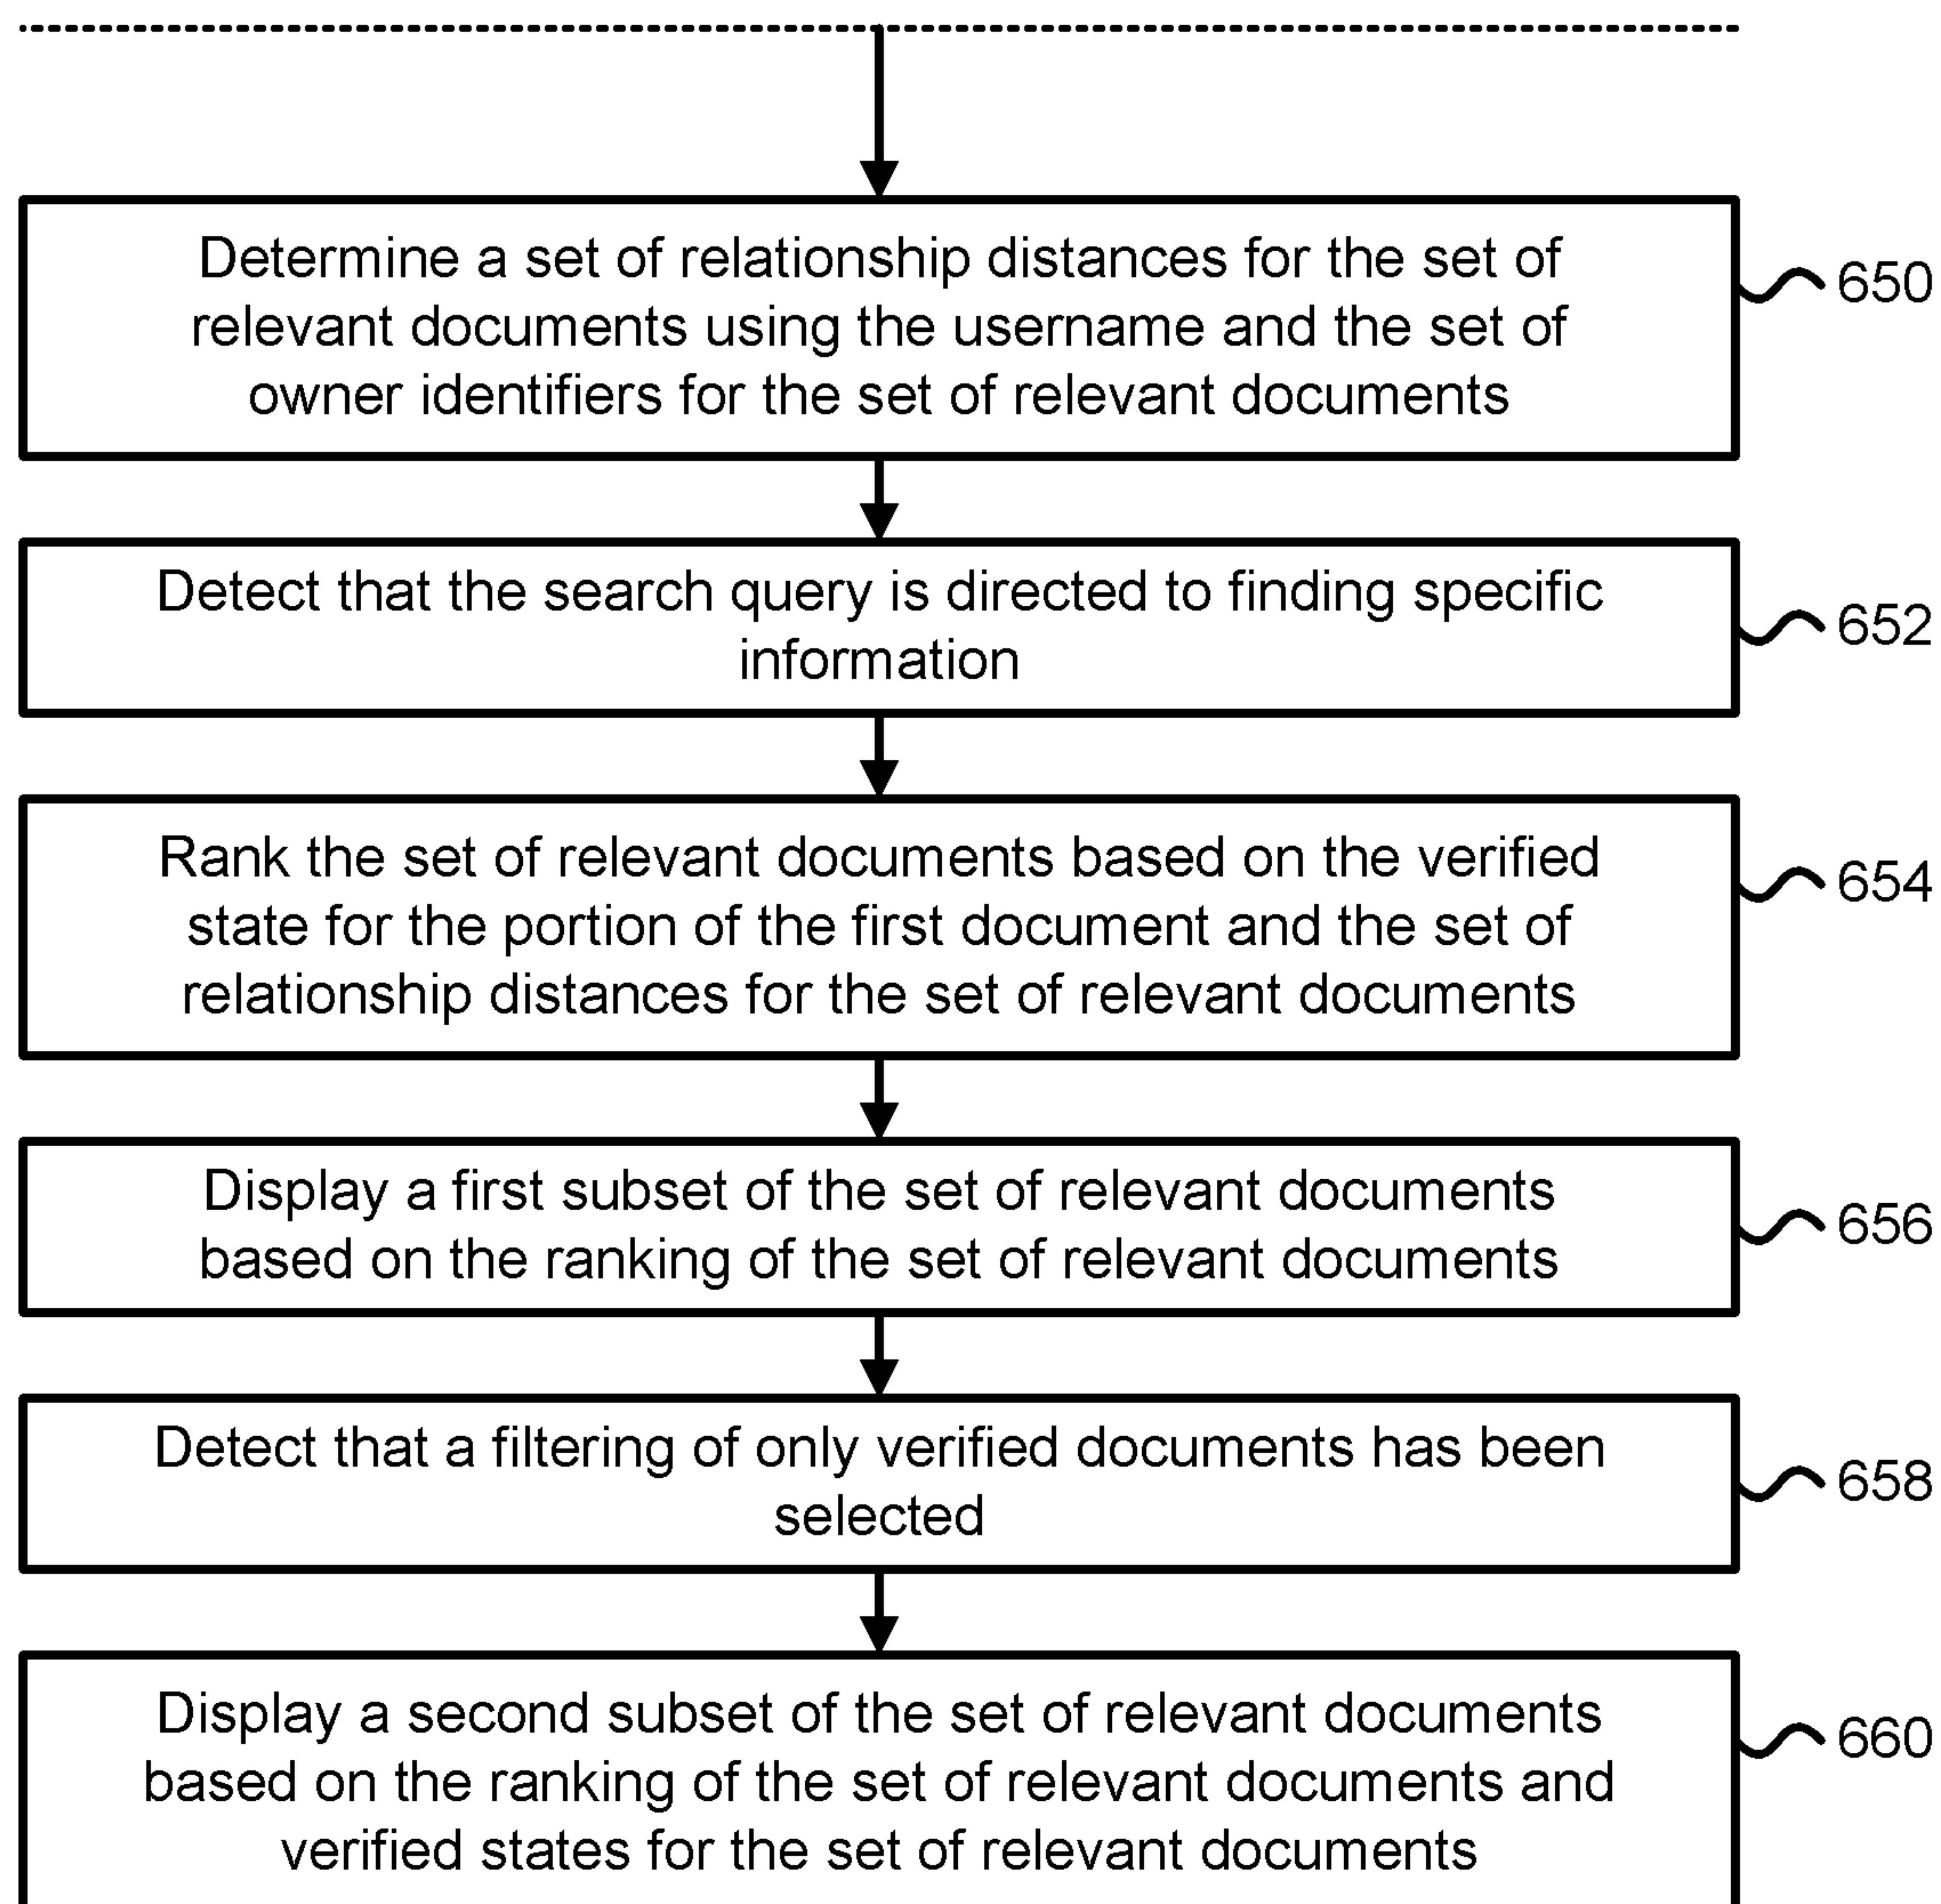 Determine a set of relationship distances for the set of
relevant documents using the username and the set of
owner identifiers for the set of relevant documents
650
Detect that the search query is directed to finding specific
information
652
Rank the set of relevant documents based on the verified
state for the portion of the first document and the set of
relationship distances for the set of relevant documents
654
Display a first subset of the set of relevant documents
based on the ranking of the set of relevant documents
656
Detect that a filtering of only verified documents has been
selected
658
Display a second subset of the set of relevant documents
based on the ranking of the set of relevant documents and
verified states for the set of relevant documents
660